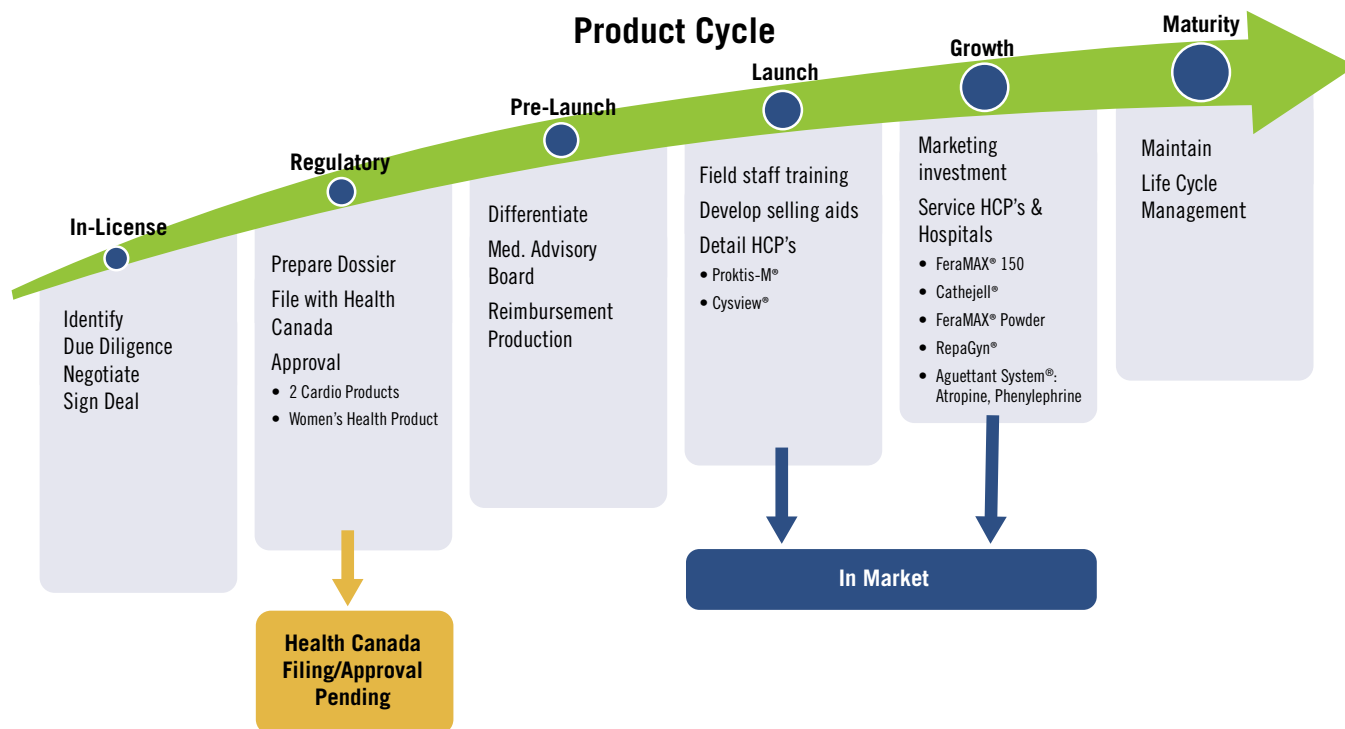 Product Cycle
In-License
Identify
Due Diligence
Negotiate
Sign Deal
Regulatory
Prepare Dossier
File with Health
Canada
Approval
• 2 Cardio Products
• Women's Health Product
Health Canada
Filing/Approval
Pending
Pre-Launch
Differentiate
Med. Advisory
Board
Reimbursement
Production
Launch
Field staff training
Develop selling aids
Detail HCP's
• Proktis-M®
• Cysview®
Growth
Marketing
investment
Service HCP's &
Hospitals
• FeraMAX® 150
• Cathejell®
• FeraMAX® Powder
• RepaGyn®
• Aguettant System®:
Atropine, Phenylephrine
In Market
Maturity
Maintain
Life Cycle
Management